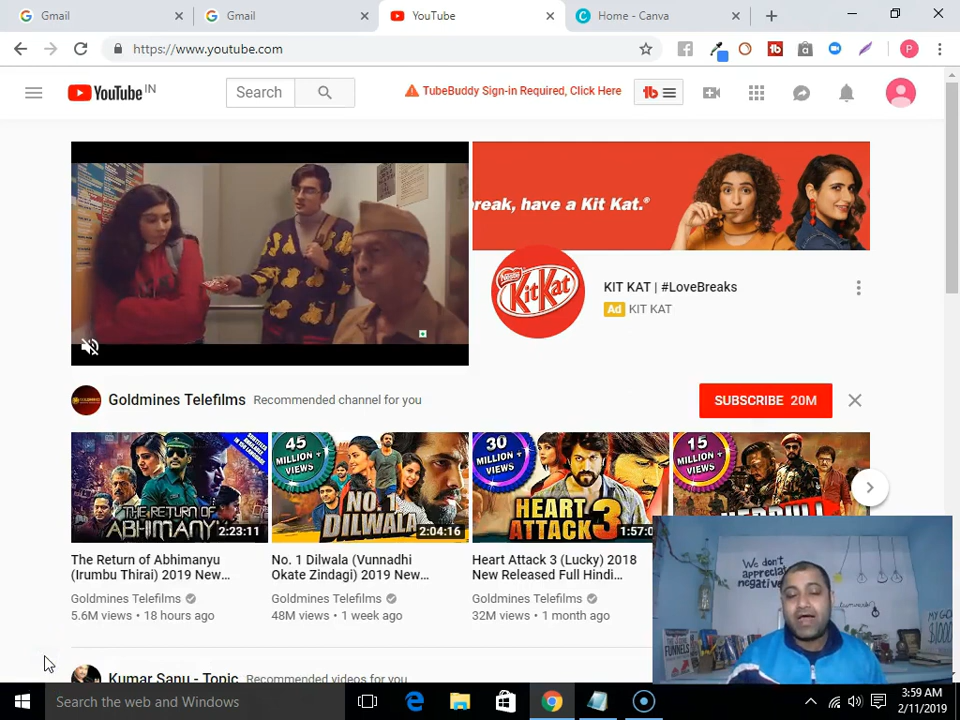 Gmail
Gmail
YouTube
Home - Canva
https://www.youtube.com
YouTube IN
Search
TubeBuddy Sign-in Required, Click Here
tb
break, have a Kit Kat.®
Nestle
KitKat
KIT KAT | #LoveBreaks
Ad KIT KAT
Goldmines Telefilms Recommended channel for you
SUBSCRIBE 20M
THE RETURN OF
ABHIMANYU
2:23:11
45
MILLION +
VIEWS
NO. 1
DILWALA
2:04:16
30
MILLION +
VIEWS
HEART
ATTACK 3
1:57:0
15
MILLION +
VIEWS
The Return of Abhimanyu
(Irumbu Thirai) 2019 New...
No. 1 Dilwala (Vunnadhi
Okate Zindagi) 2019 New...
Heart Attack 3 (Lucky) 2018
New Released Full Hindi...
Goldmines Telefilms
Goldmines Telefilms
Goldmines Telefilms
5.6M views • 18 hours ago
48M views • 1 week ago
32M views • 1 month ago
We don't
appreciate
negative
MY GO
$1000
FUNNELS
Kumar Sanu - Topic Recommended videos for you
Search the web and Windows
3:59 AM
2/11/2019